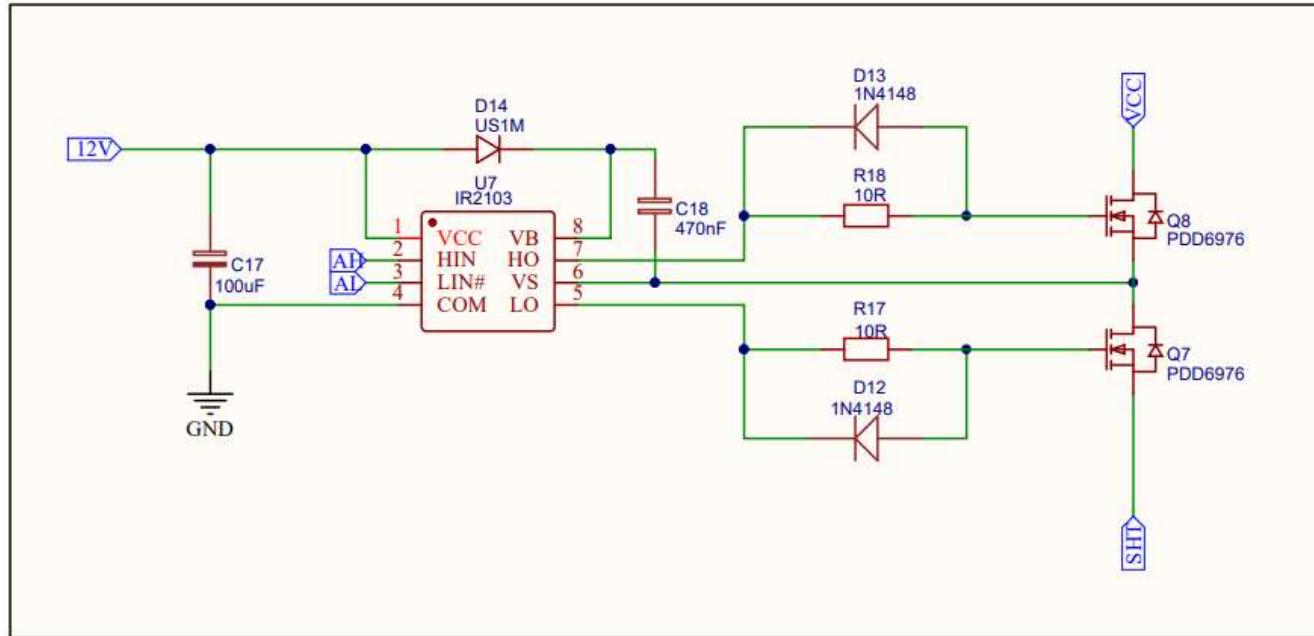 D13
1N4148
VCC
D14
US1M
12V
U7
IR2103
R18
10R
C18
470nF
Q8
PDD6976
1
VCC
VB
8
AH
2
HIN
HO
7
AL
3
LIN#
VS
6
4
COM
LO
5
C17
100uF
R17
10R
Q7
PDD6976
D12
1N4148
GND
SHT